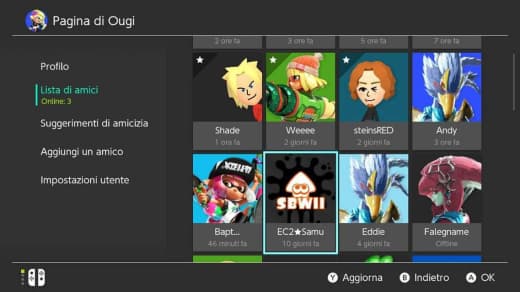 Pagina di Ougi
2 ore fa
3 ore fa
5 ore fa
7 ore fa
Profilo
Lista di amici
Online: 3
Suggerimenti di amicizia
Aggiungi un amico
Impostazioni utente
Shade
1 ora fa
Weeee
2 giorni fa
steinsRED
2 giorni fa
Andy
3 ore fa
Bapt...
46 minuti fa
SDWII
EC2★Samu
10 giorni fa
Eddie
4 giorni fa
Falegname
Offline
Y Aggiorna
B Indietro
A OK